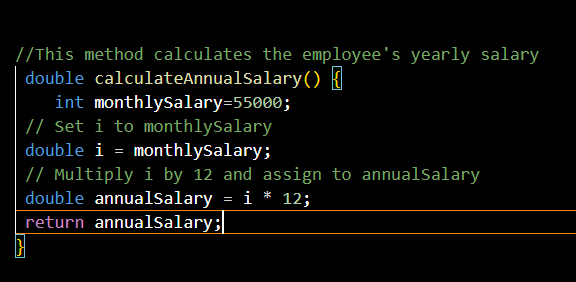 //This method calculates the employee's yearly salary
double calculateAnnualSalary() {
int monthlySalary=55000;
// Set i to monthlySalary
double i = monthlySalary;
// Multiply i by 12 and assign to annualSalary
double annualSalary = i * 12;
return annualSalary;
}